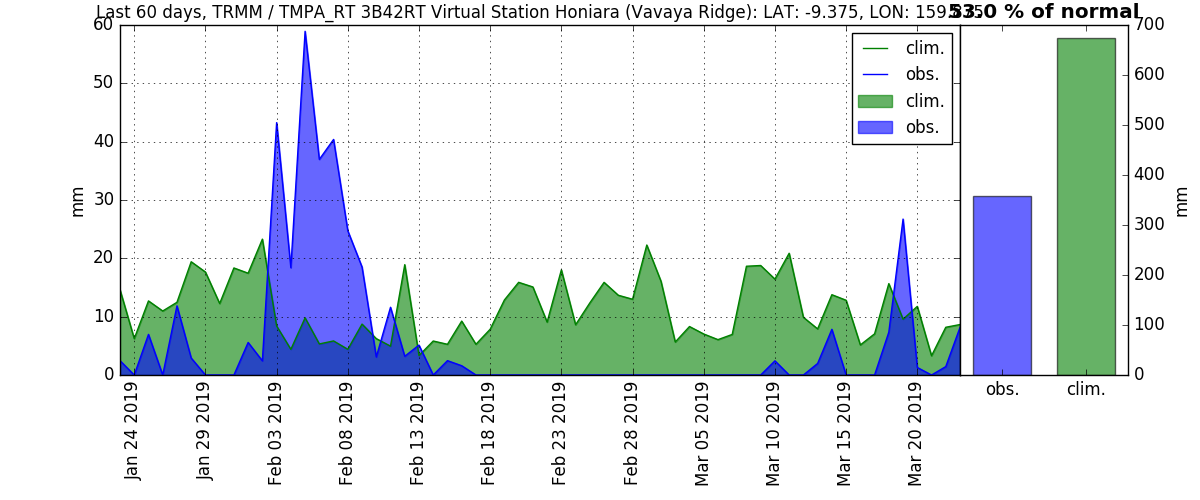 Last 60 days, TRMM / TMPA_RT 3B42RT Virtual Station Honiara (Vavaya Ridge): LAT: -9.375, LON:
53.0 % of normal
60
50
40
30
20
10
0
mm
clim.
obs.
clim.
obs.
Jan 24 2019
Jan 29 2019
Feb 03 2019
Feb 08 2019
Feb 13 2019
Feb 18 2019
Feb 23 2019
Feb 28 2019
Mar 05 2019
Mar 10 2019
Mar 15 2019
Mar 20 2019
700
600
500
400
300
200
100
0
mm
obs.
clim.